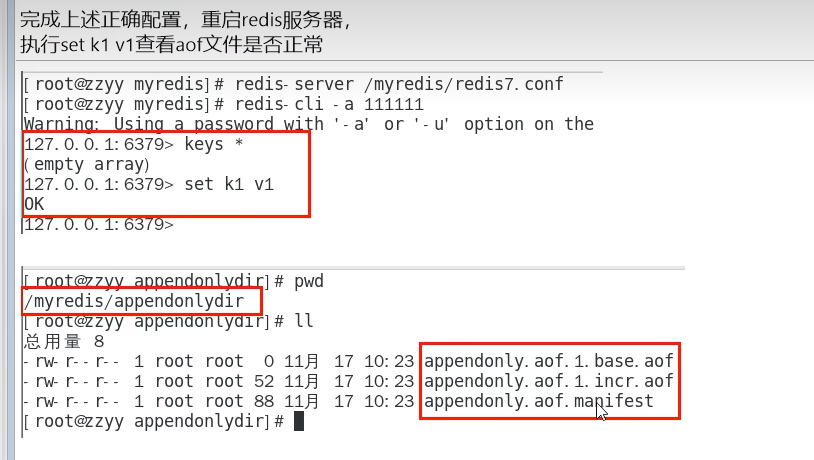 完成上述正确配置，重启redis服务器，
执行set k1 v1查看aof文件是否正常
[root@zzyy myredis]# redis-server /myredis/redis7.conf
[root@zzyy myredis]# redis-cli -a 111111
Warning: Using a password with '-a' or '-u' option on the
127.0.0.1:6379> keys *
(empty array)
127.0.0.1:6379> set k1 v1
OK
127.0.0.1:6379>
[root@zzyy appendonlydir]# pwd
/myredis/appendonlydir
[root@zzyy appendonlydir]# ll
总用量 8
-rw-r--r-- 1 root root  0 11月  17 10:23 appendonly.aof.1.base.aof
-rw-r--r-- 1 root root 52 11月  17 10:23 appendonly.aof.1.incr.aof
-rw-r--r-- 1 root root 88 11月  17 10:23 appendonly.aof.manifest
[root@zzyy appendonlydir]#